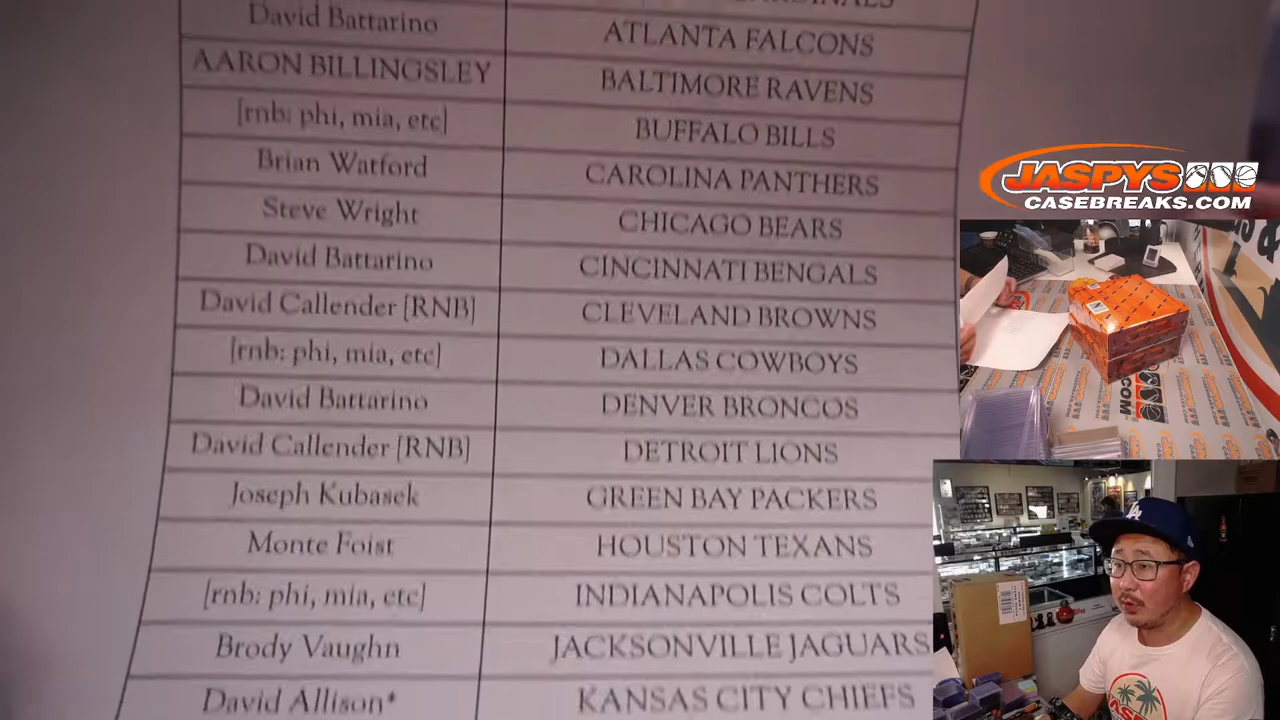 CARDINALS
David Battarino ATLANTA FALCONS
AARON BILLINGSLEY BALTIMORE RAVENS
[rnb: phi, mia, etc] BUFFALO BILLS
Brian Watford CAROLINA PANTHERS
Steve Wright CHICAGO BEARS
David Battarino CINCINNATI BENGALS
David Callender [RNB] CLEVELAND BROWNS
[rnb: phi, mia, etc] DALLAS COWBOYS
David Battarino DENVER BRONCOS
David Callender [RNB] DETROIT LIONS
Joseph Kubasek GREEN BAY PACKERS
Monte Foist HOUSTON TEXANS
[rnb: phi, mia, etc] INDIANAPOLIS COLTS
Brody Vaughn JACKSONVILLE JAGUARS
David Allison* KANSAS CITY CHIEFS
JASPYS
CASEBREAKS.COM
.COM
LA